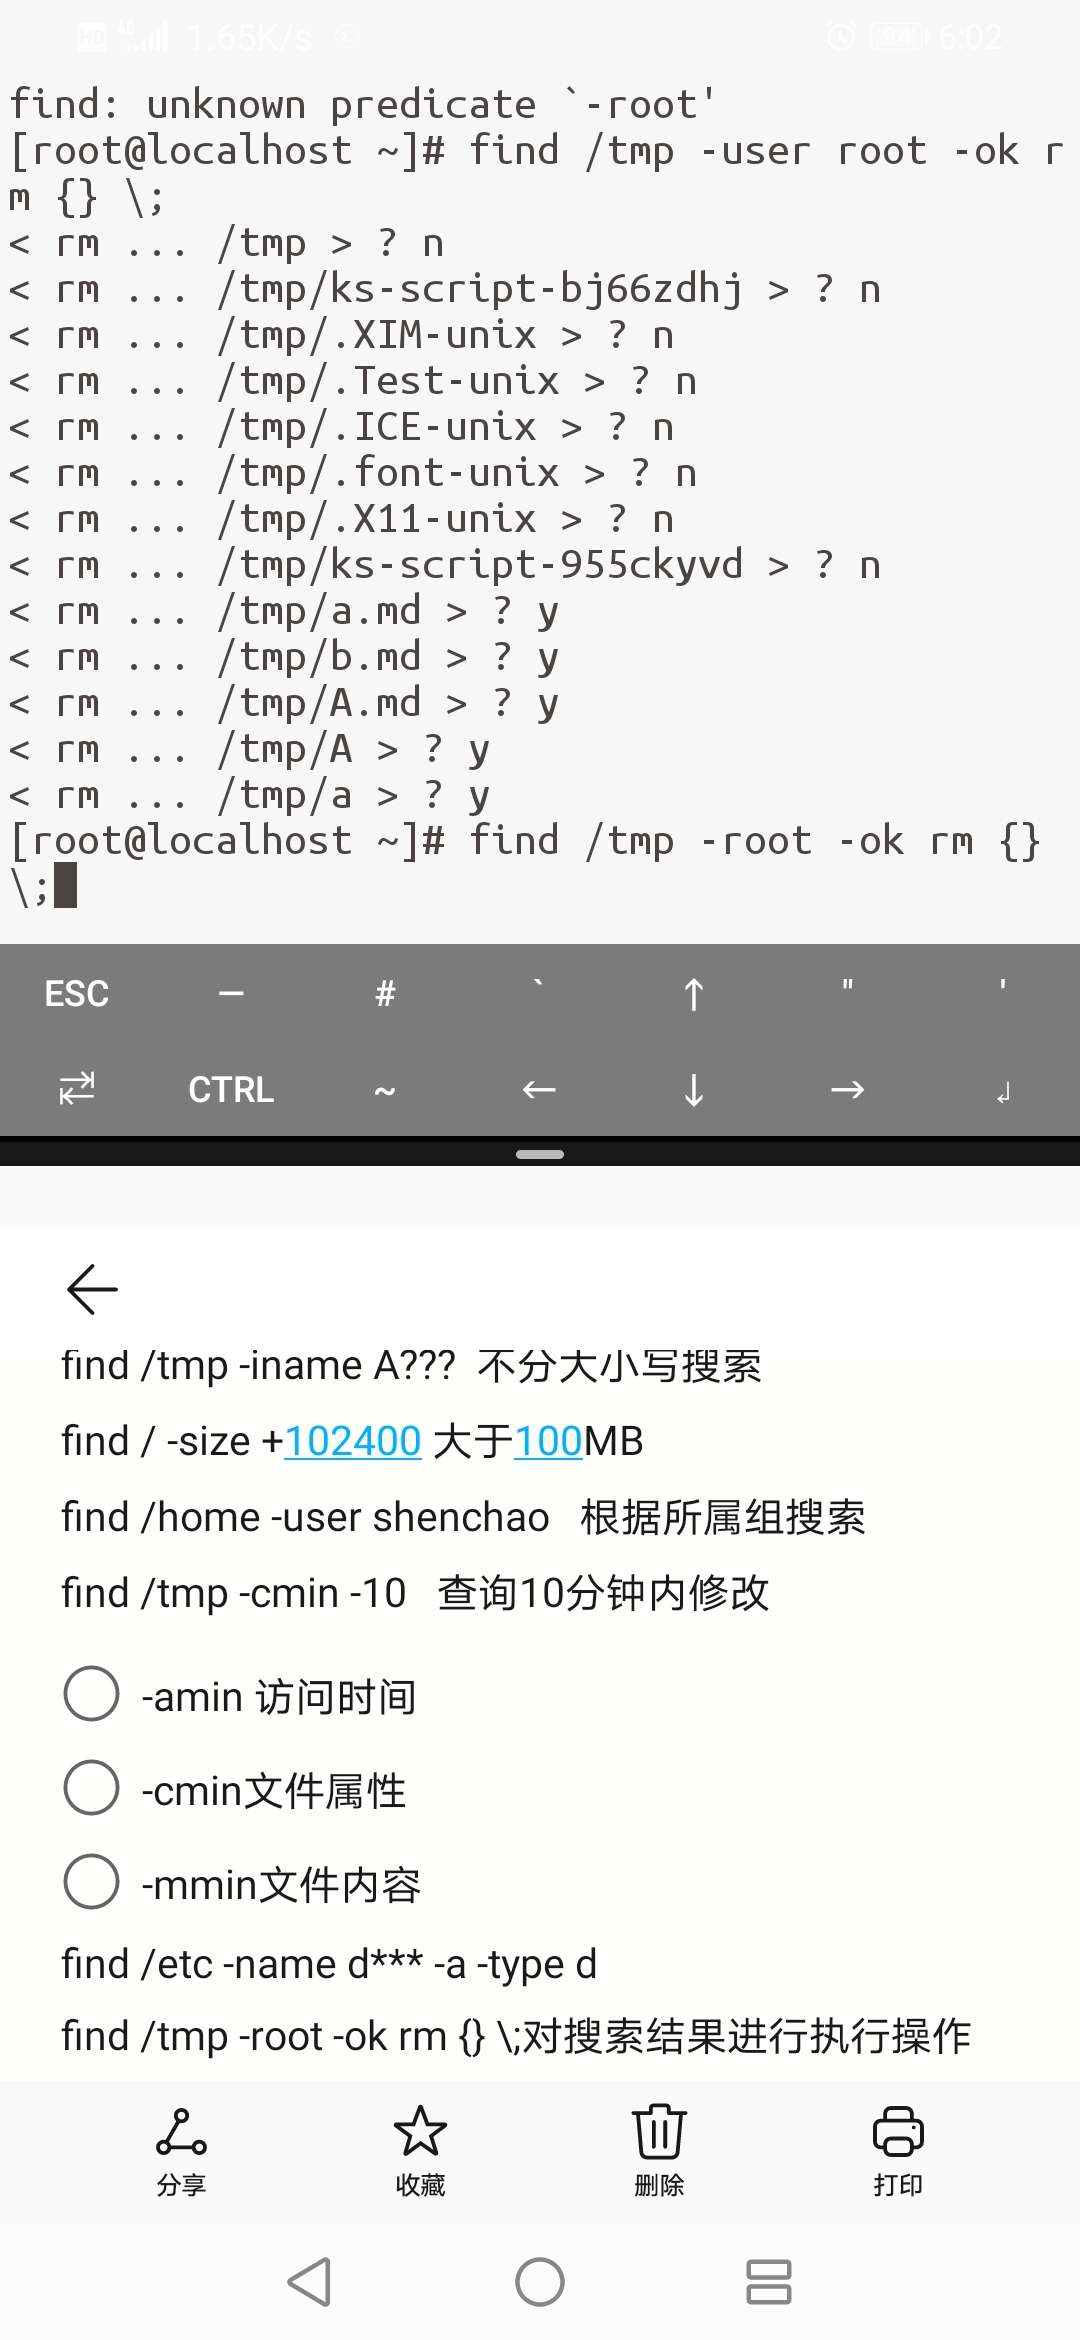 HD 4G 1.65K/s 6:02
find: unknown predicate `-root'
[root@localhost ~]# find /tmp -user root -ok r
m {} \;
< rm ... /tmp > ? n
< rm ... /tmp/ks-script-bj66zdhj > ? n
< rm ... /tmp/.XIM-unix > ? n
< rm ... /tmp/.Test-unix > ? n
< rm ... /tmp/.ICE-unix > ? n
< rm ... /tmp/.font-unix > ? n
< rm ... /tmp/.X11-unix > ? n
< rm ... /tmp/ks-script-955ckyvd > ? n
< rm ... /tmp/a.md > ? y
< rm ... /tmp/b.md > ? y
< rm ... /tmp/A.md > ? y
< rm ... /tmp/A > ? y
< rm ... /tmp/a > ? y
[root@localhost ~]# find /tmp -root -ok rm {}
\;
ESC — # ` ↑ " '
CTRL ~ ← ↓ → ↲
find /tmp -iname A??? 不分大小写搜索
find / -size +102400 大于100MB
find /home -user shenchao 根据所属组搜索
find /tmp -cmin -10 查询10分钟内修改
-amin 访问时间
-cmin文件属性
-mmin文件内容
find /etc -name d*** -a -type d
find /tmp -root -ok rm {} \;对搜索结果进行执行操作
分享 收藏 删除 打印